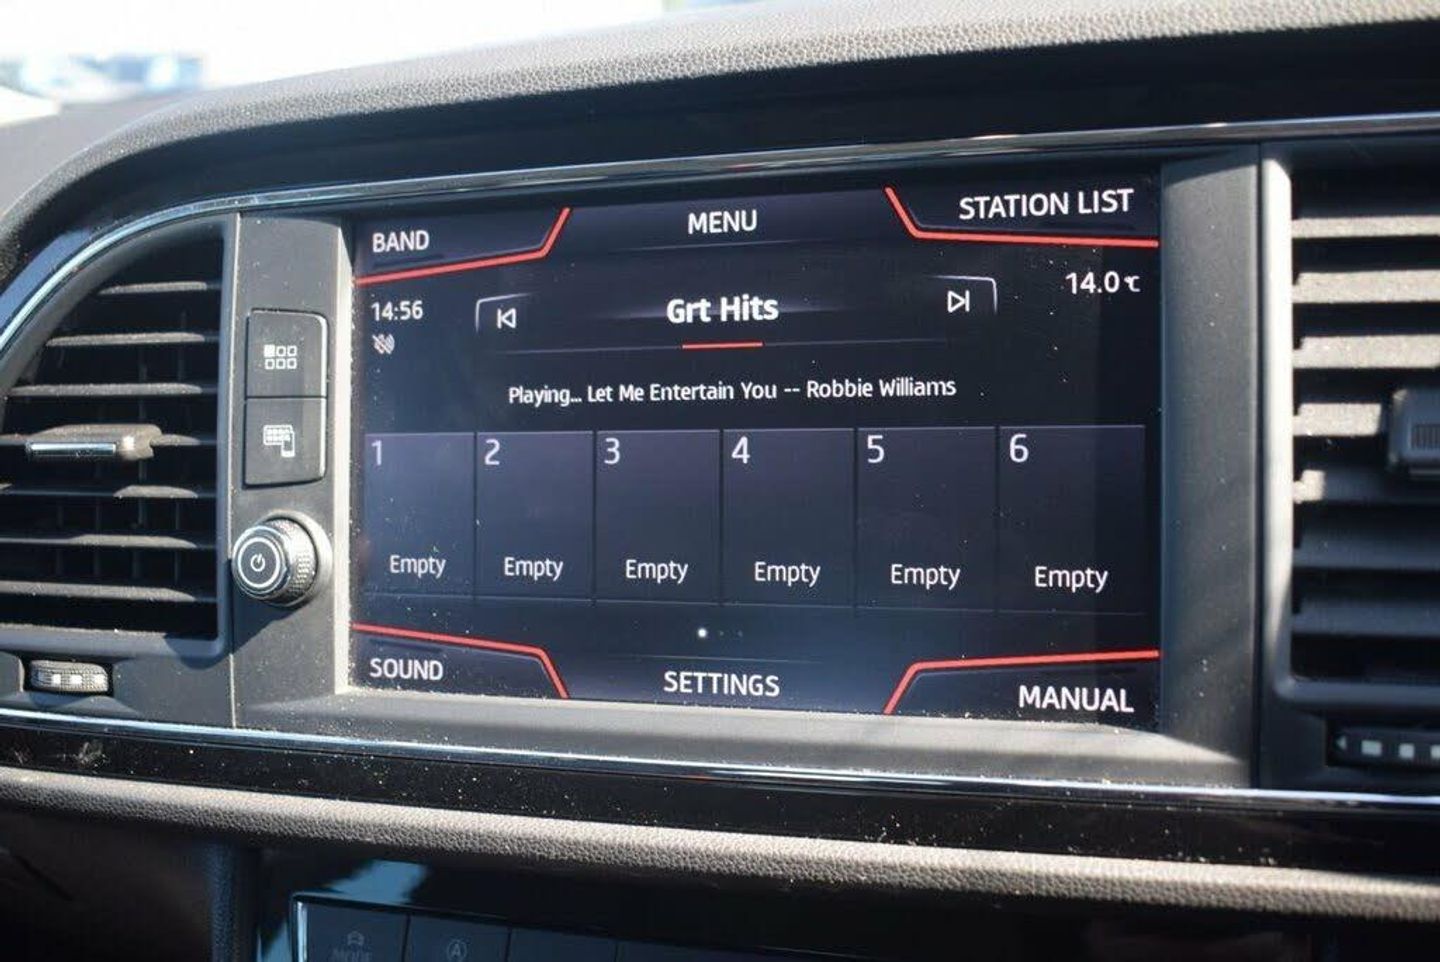 BAND
MENU
STATION LIST
14:56
Grt Hits
14.0°C
Playing... Let Me Entertain You -- Robbie Williams
1 2 3 4 5 6
Empty Empty Empty Empty Empty Empty
SOUND
SETTINGS
MANUAL
MODE
A